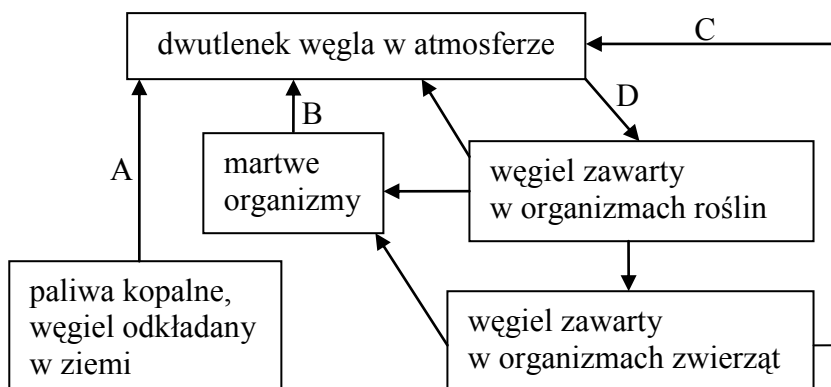 dwutlenek węgla w atmosferze
C
D
B
A
martwe
organizmy
węgiel zawarty
w organizmach roślin
paliwa kopalne,
węgiel odkładany
w ziemi
węgiel zawarty
w organizmach zwierząt